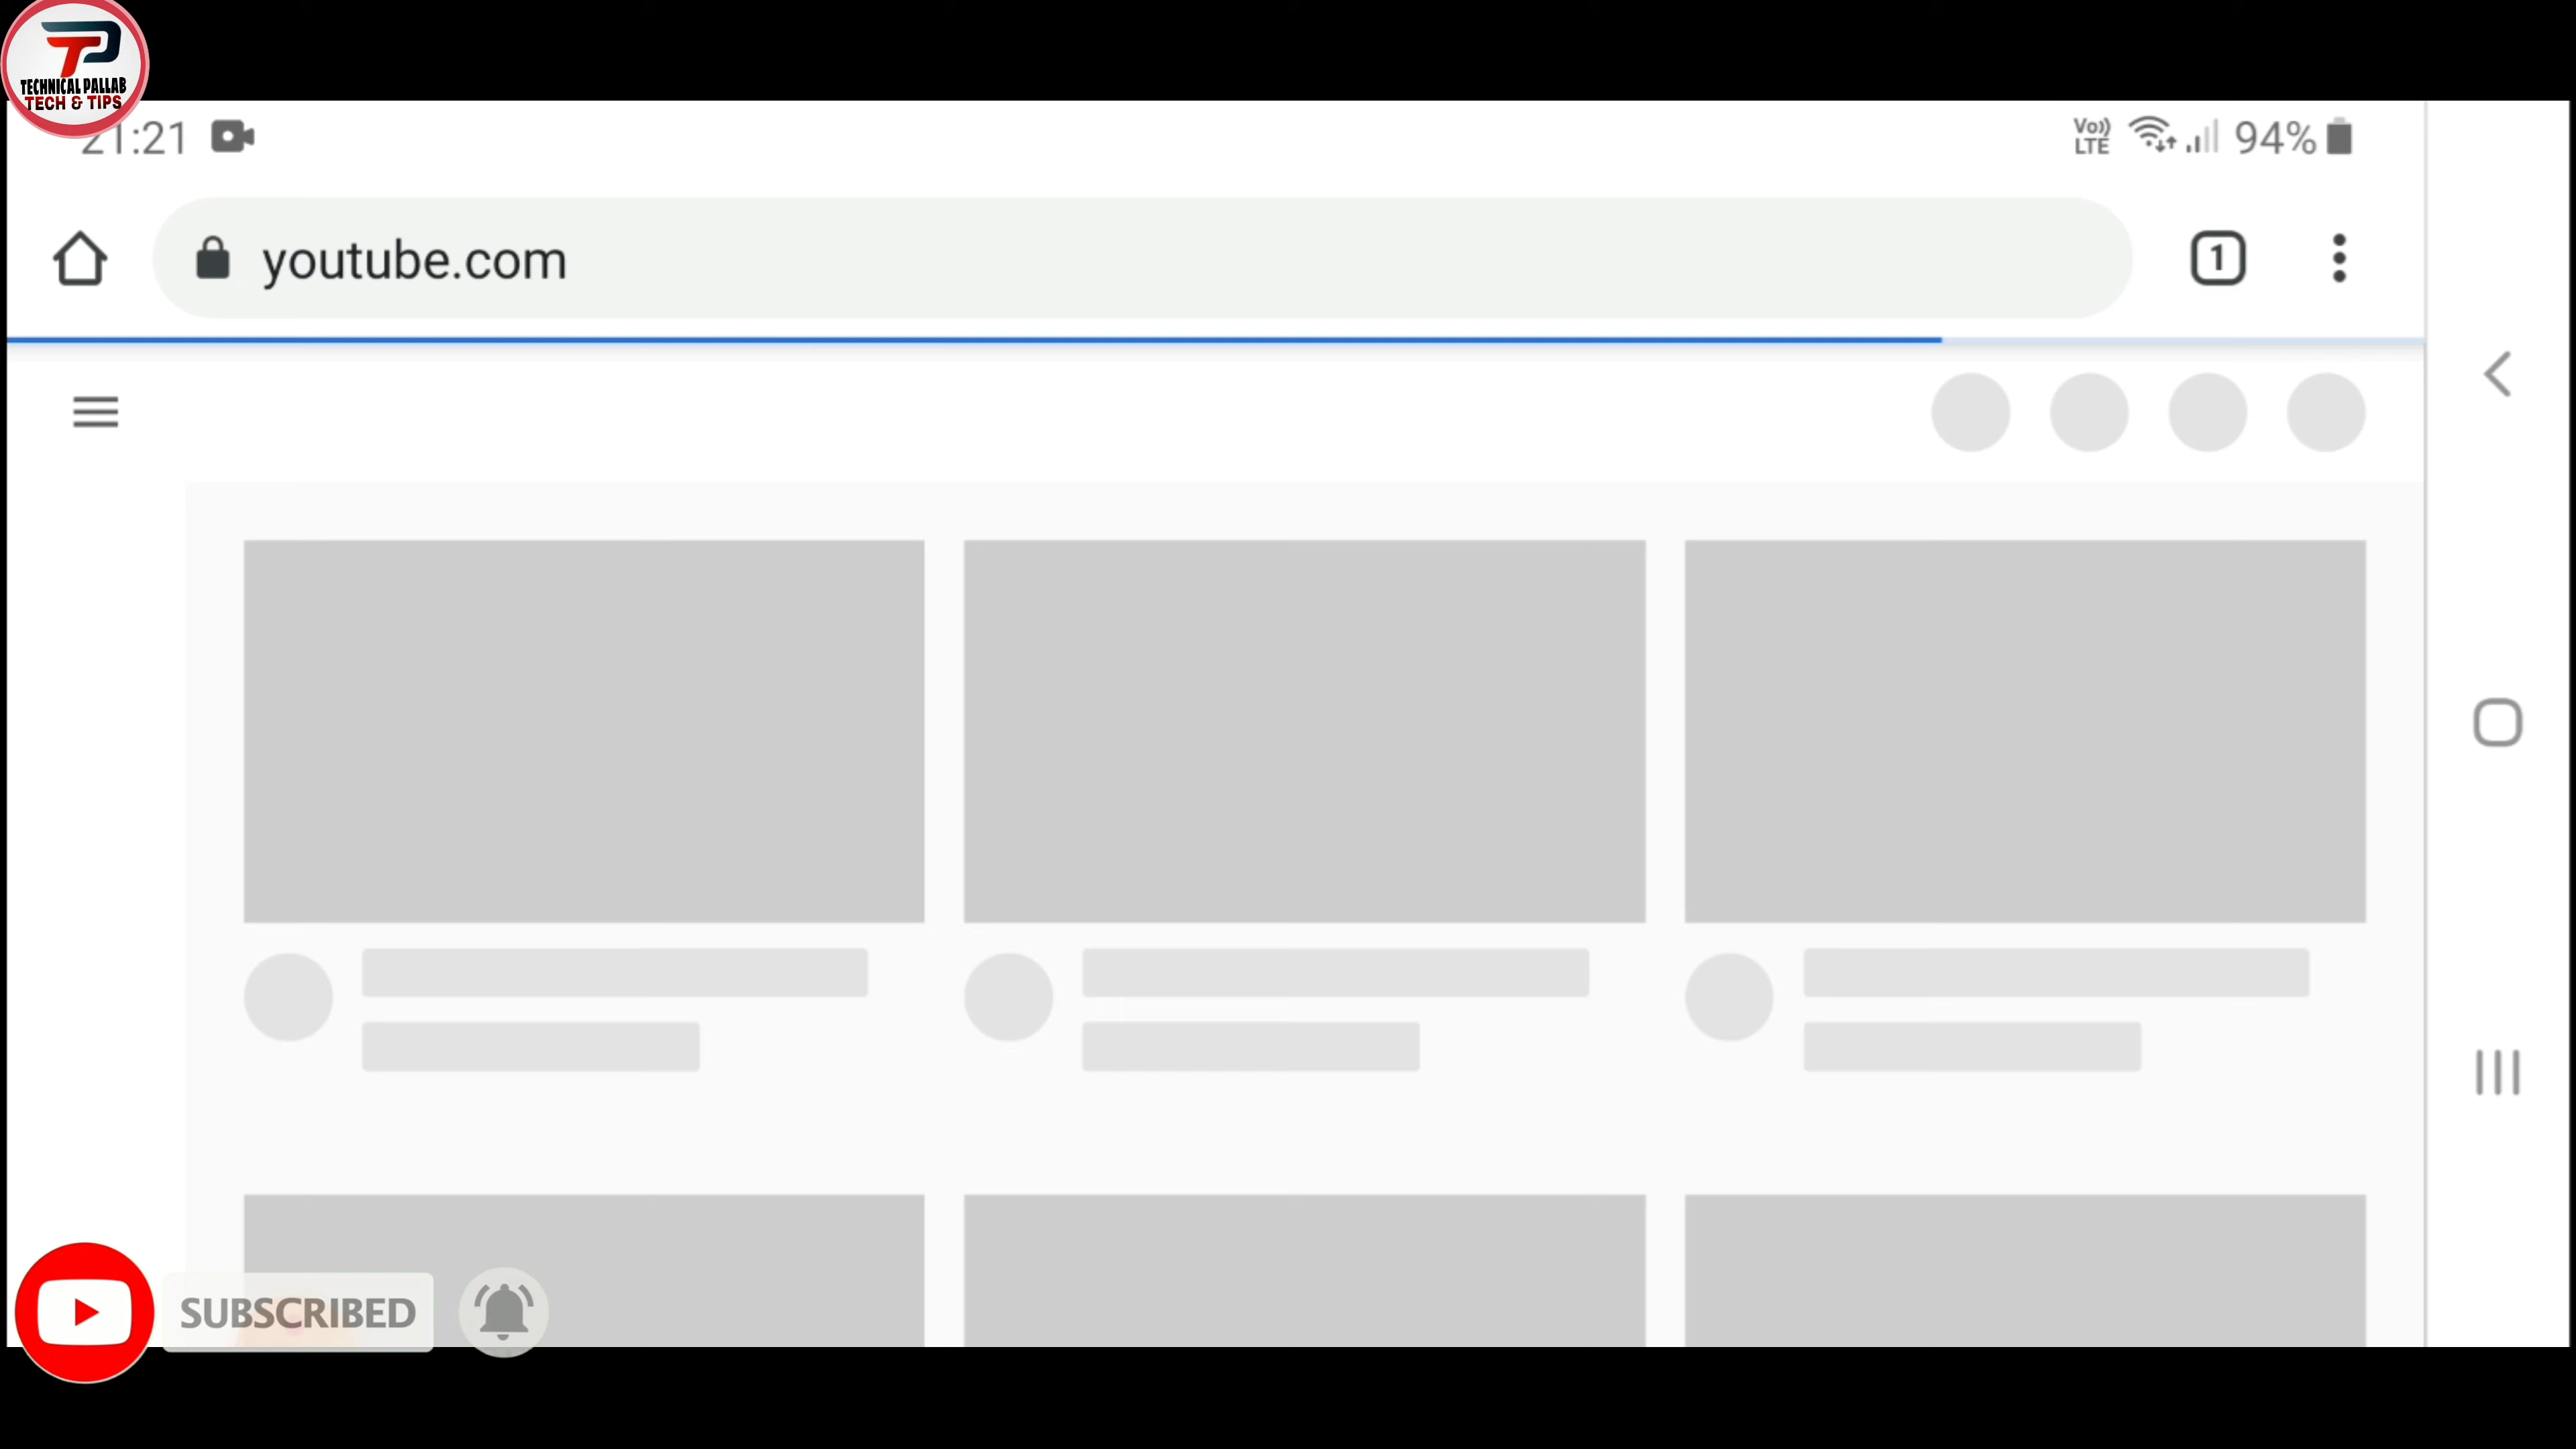 TECHNICAL PALLAB
TECH & TIPS
21:21
Vo))
LTE
94%
youtube.com
1
SUBSCRIBED